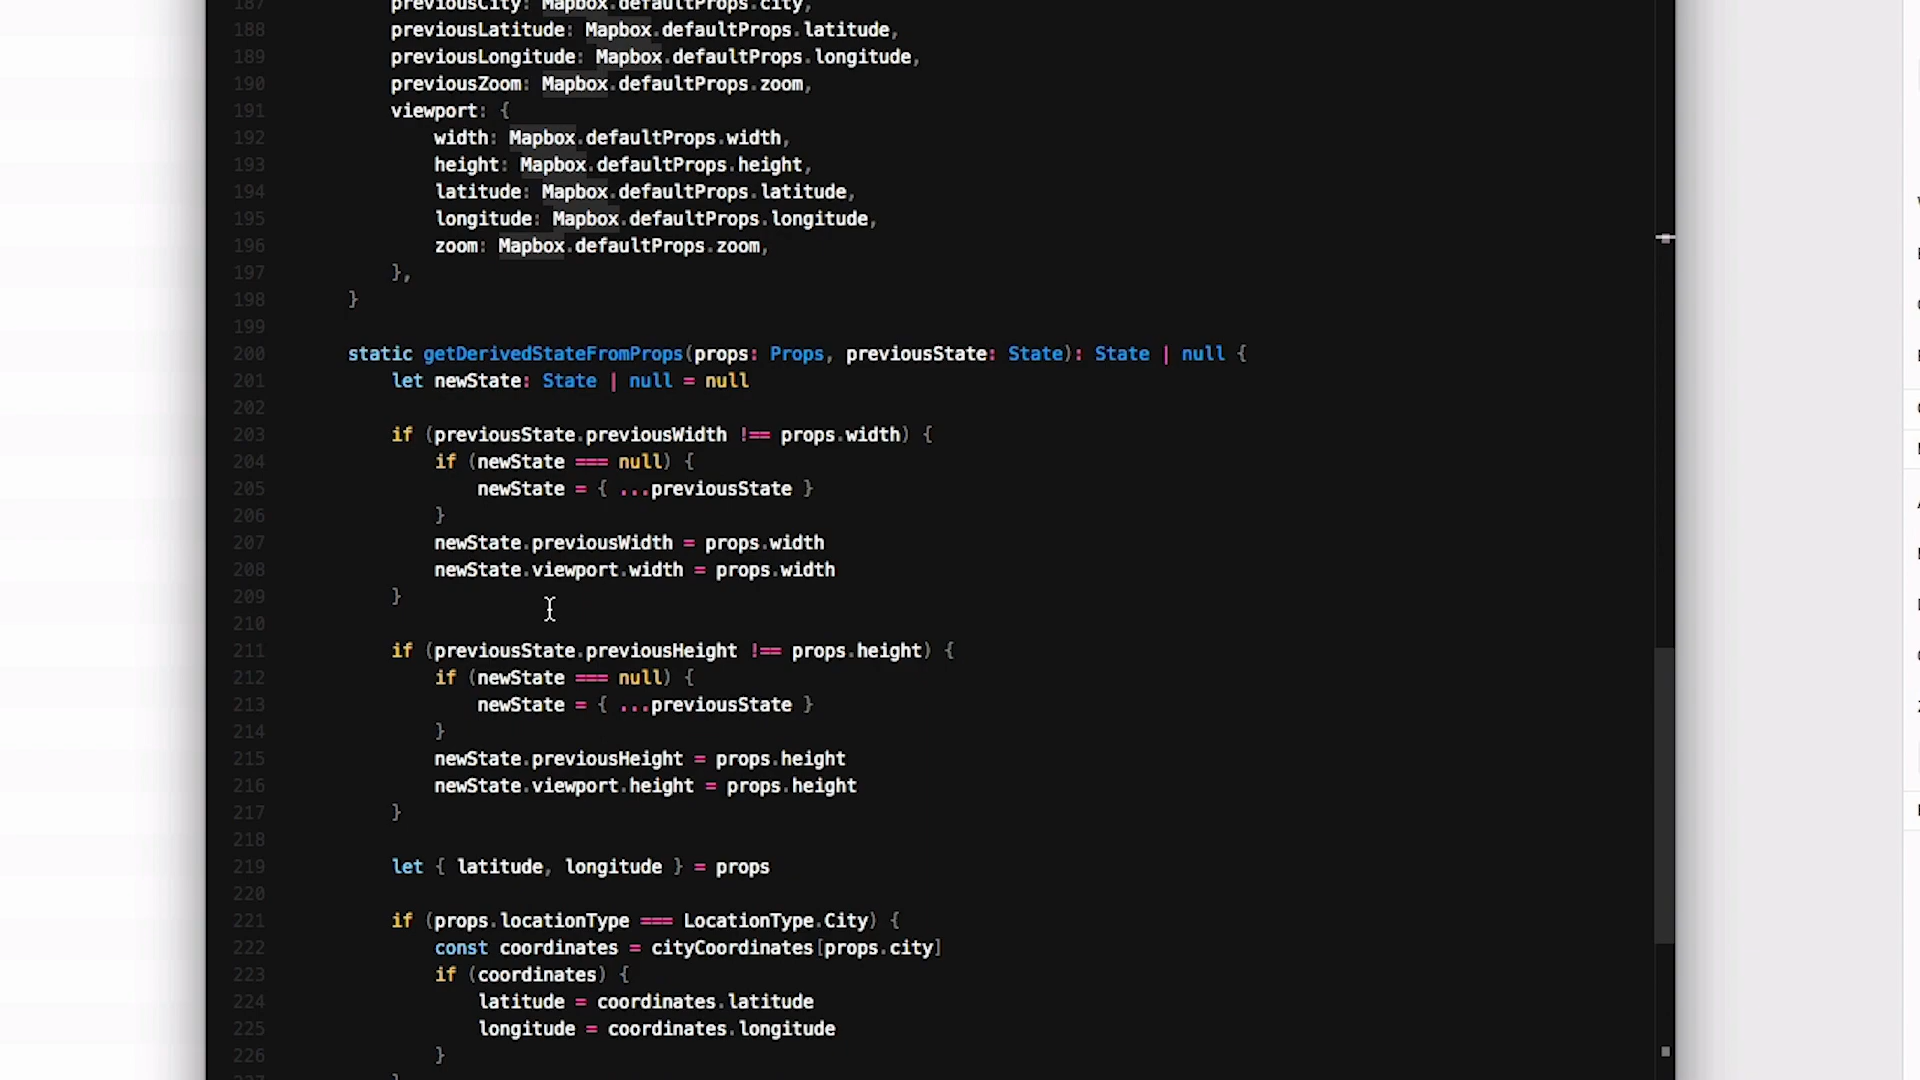 187 previousCity: Mapbox.defaultProps.city,
188 previousLatitude: Mapbox.defaultProps.latitude,
189 previousLongitude: Mapbox.defaultProps.longitude,
190 previousZoom: Mapbox.defaultProps.zoom,
191 viewport: {
192 width: Mapbox.defaultProps.width,
193 height: Mapbox.defaultProps.height,
194 latitude: Mapbox.defaultProps.latitude,
195 longitude: Mapbox.defaultProps.longitude,
196 zoom: Mapbox.defaultProps.zoom,
197 },
198 }
199
200 static getDerivedStateFromProps(props: Props, previousState: State): State | null {
201 let newState: State | null = null
202
203 if (previousState.previousWidth !== props.width) {
204 if (newState === null) {
205 newState = { ...previousState }
206 }
207 newState.previousWidth = props.width
208 newState.viewport.width = props.width
209 }
210
211 if (previousState.previousHeight !== props.height) {
212 if (newState === null) {
213 newState = { ...previousState }
214 }
215 newState.previousHeight = props.height
216 newState.viewport.height = props.height
217 }
218
219 let { latitude, longitude } = props
220
221 if (props.locationType === LocationType.City) {
222 const coordinates = cityCoordinates[props.city]
223 if (coordinates) {
224 latitude = coordinates.latitude
225 longitude = coordinates.longitude
226 }
227 }